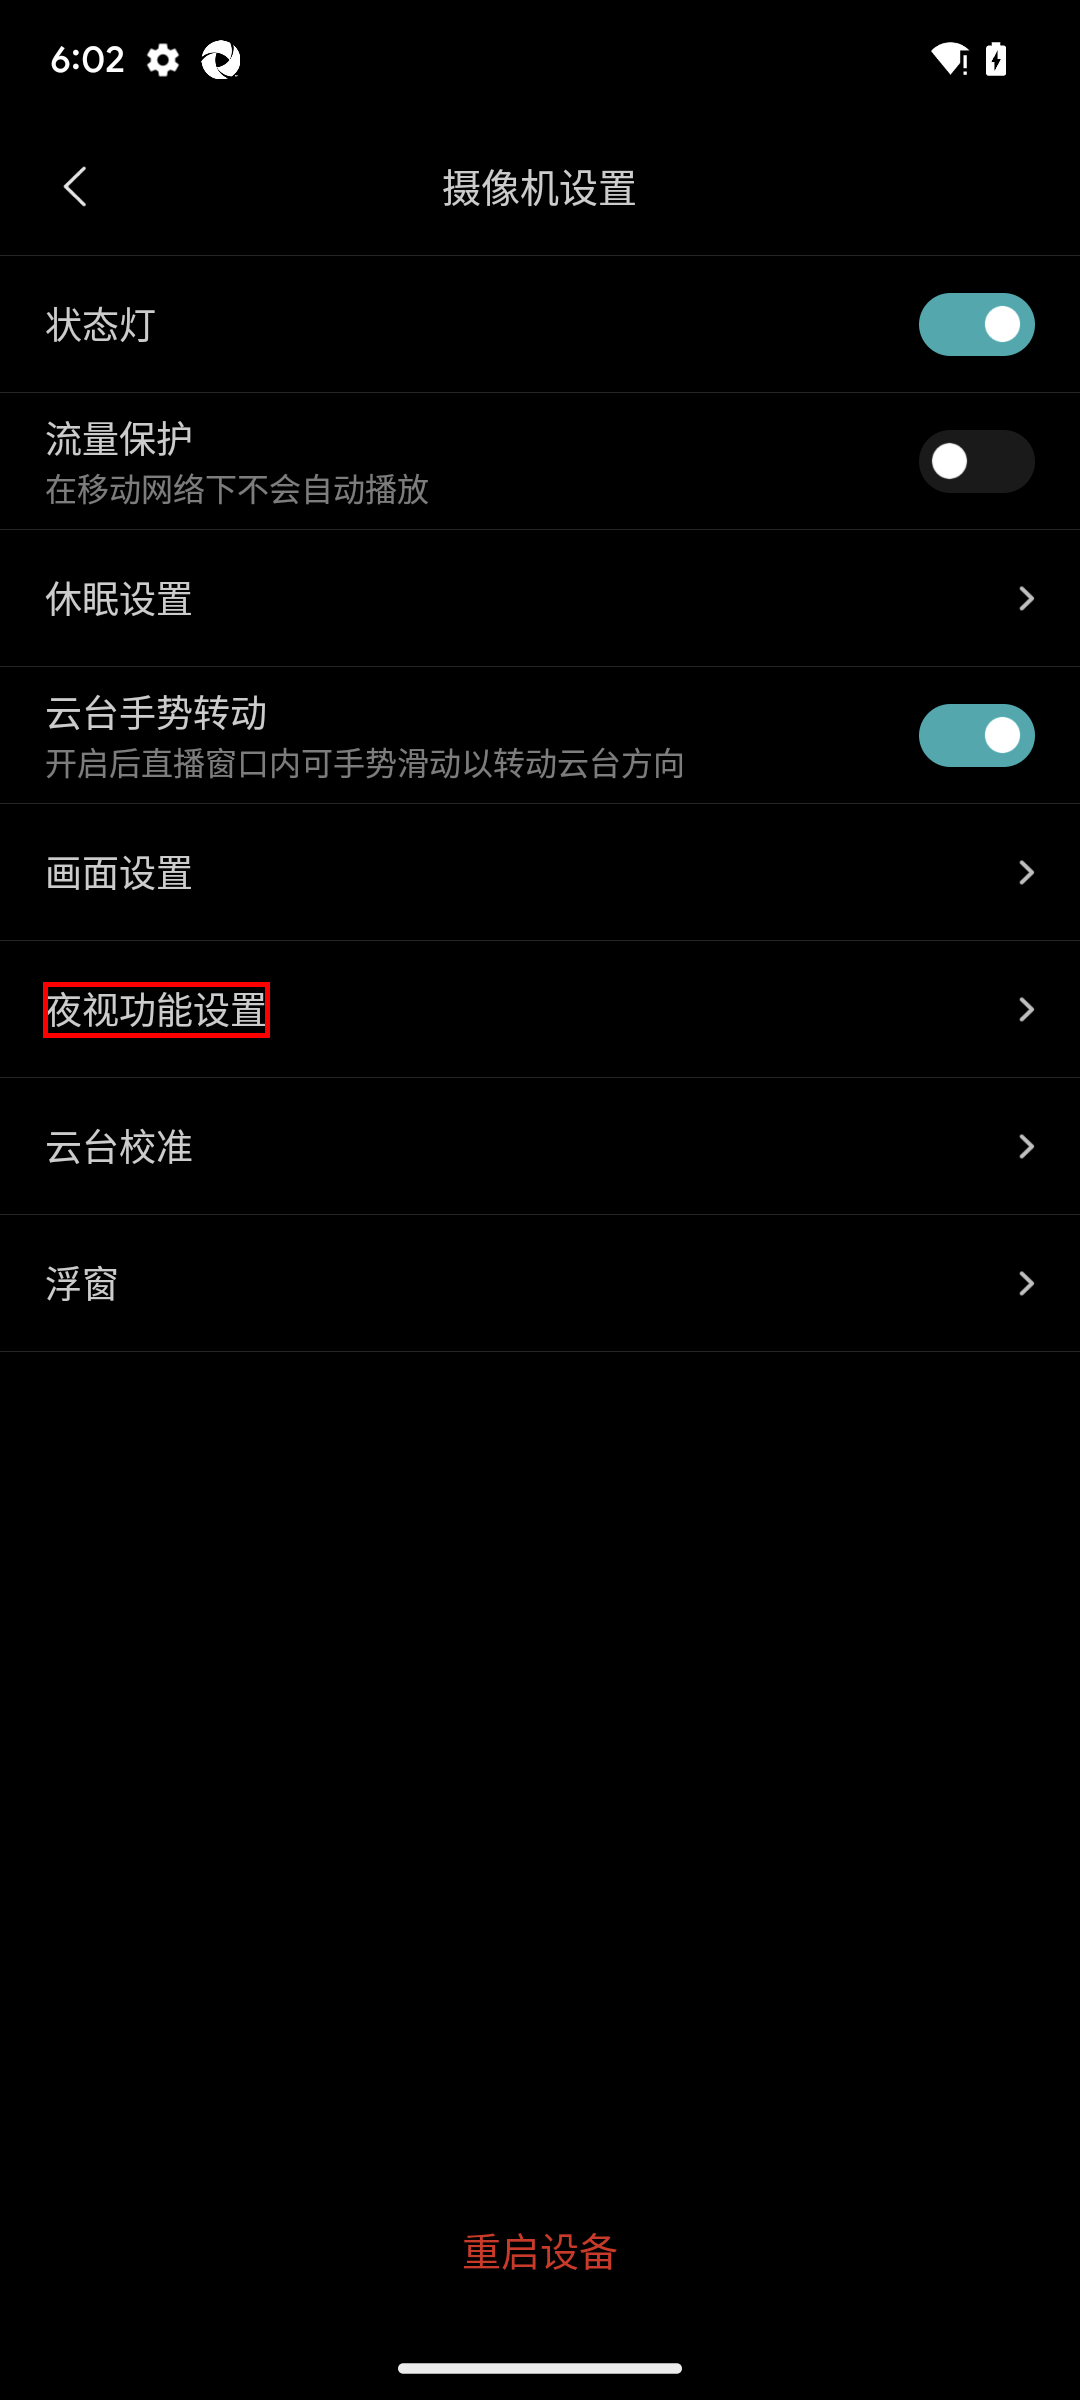 6:02
摄像机设置
状态灯
流量保护
在移动网络下不会自动播放
休眠设置
云台手势转动
开启后直播窗口内可手势滑动以转动云台方向
画面设置
夜视功能设置
云台校准
浮窗
重启设备